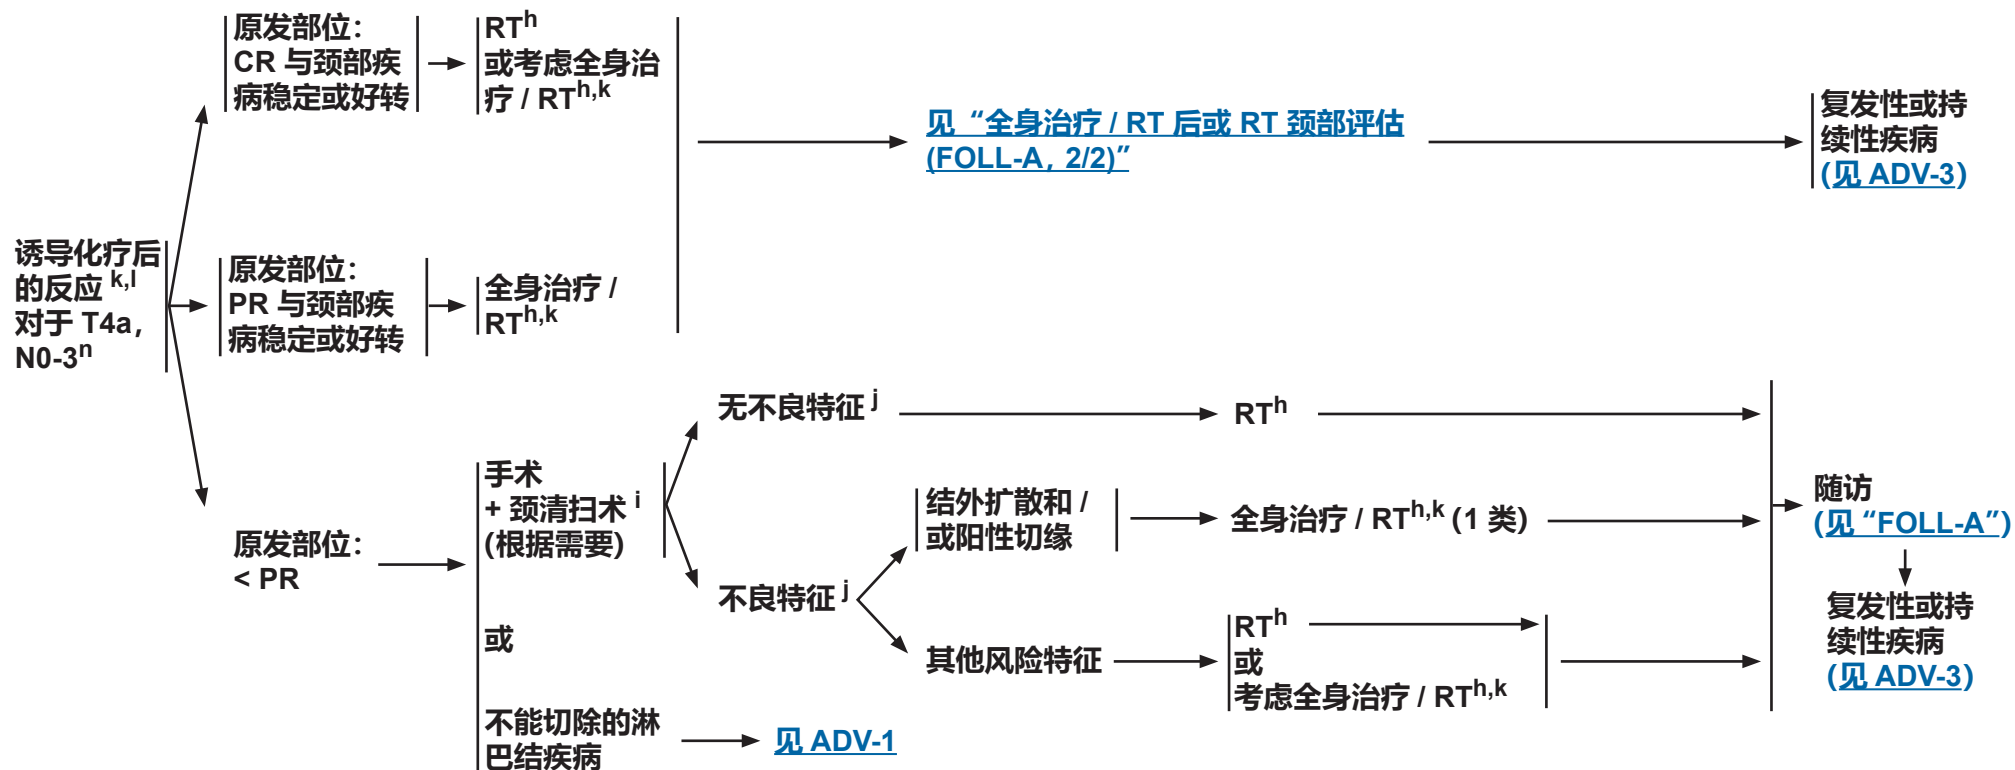 诱导化疗后
的反应 k,l
对于 T4a,
N0-3n
原发部位：
CR 与颈部疾
病稳定或好转
RTh
或考虑全身治
疗 / RTh,k
见“全身治疗 / RT 后或 RT 颈部评估
(FOLL-A, 2/2)”
复发性或持
续性疾病
(见 ADV-3)
原发部位：
PR 与颈部疾
病稳定或好转
全身治疗 /
RTh,k
原发部位：
< PR
手术
+ 颈清扫术 i
(根据需要)
或
不能切除的淋
巴结疾病
见 ADV-1
无不良特征 j
RTh
不良特征 j
结外扩散和 /
或阳性切缘
全身治疗 / RTh,k (1 类)
其他风险特征
RTh
或
考虑全身治疗 / RTh,k
随访
(见 “FOLL-A”)
复发性或持
续性疾病
(见 ADV-3)